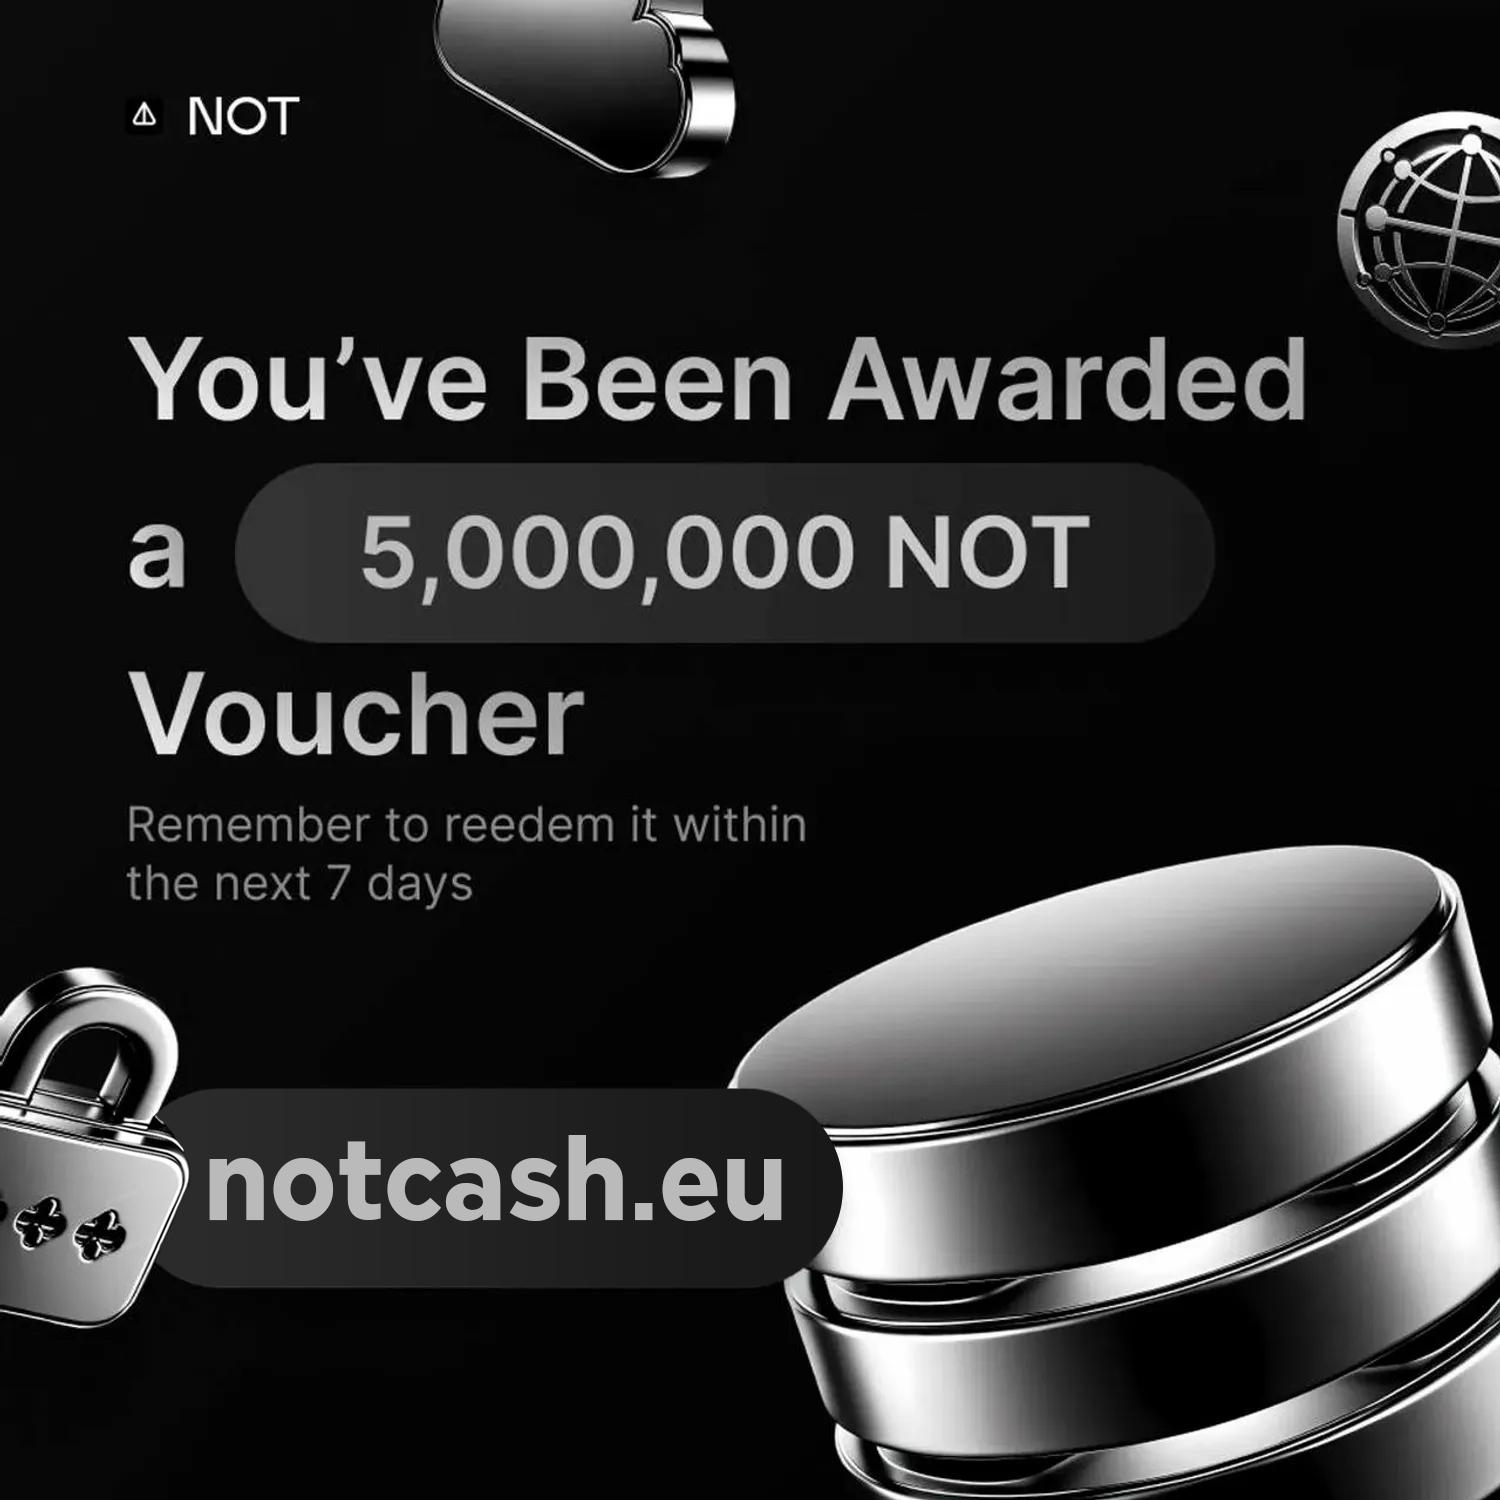 NOT
You’ve Been Awarded
a 5,000,000 NOT
Voucher
Remember to reedem it within
the next 7 days
notcash.eu